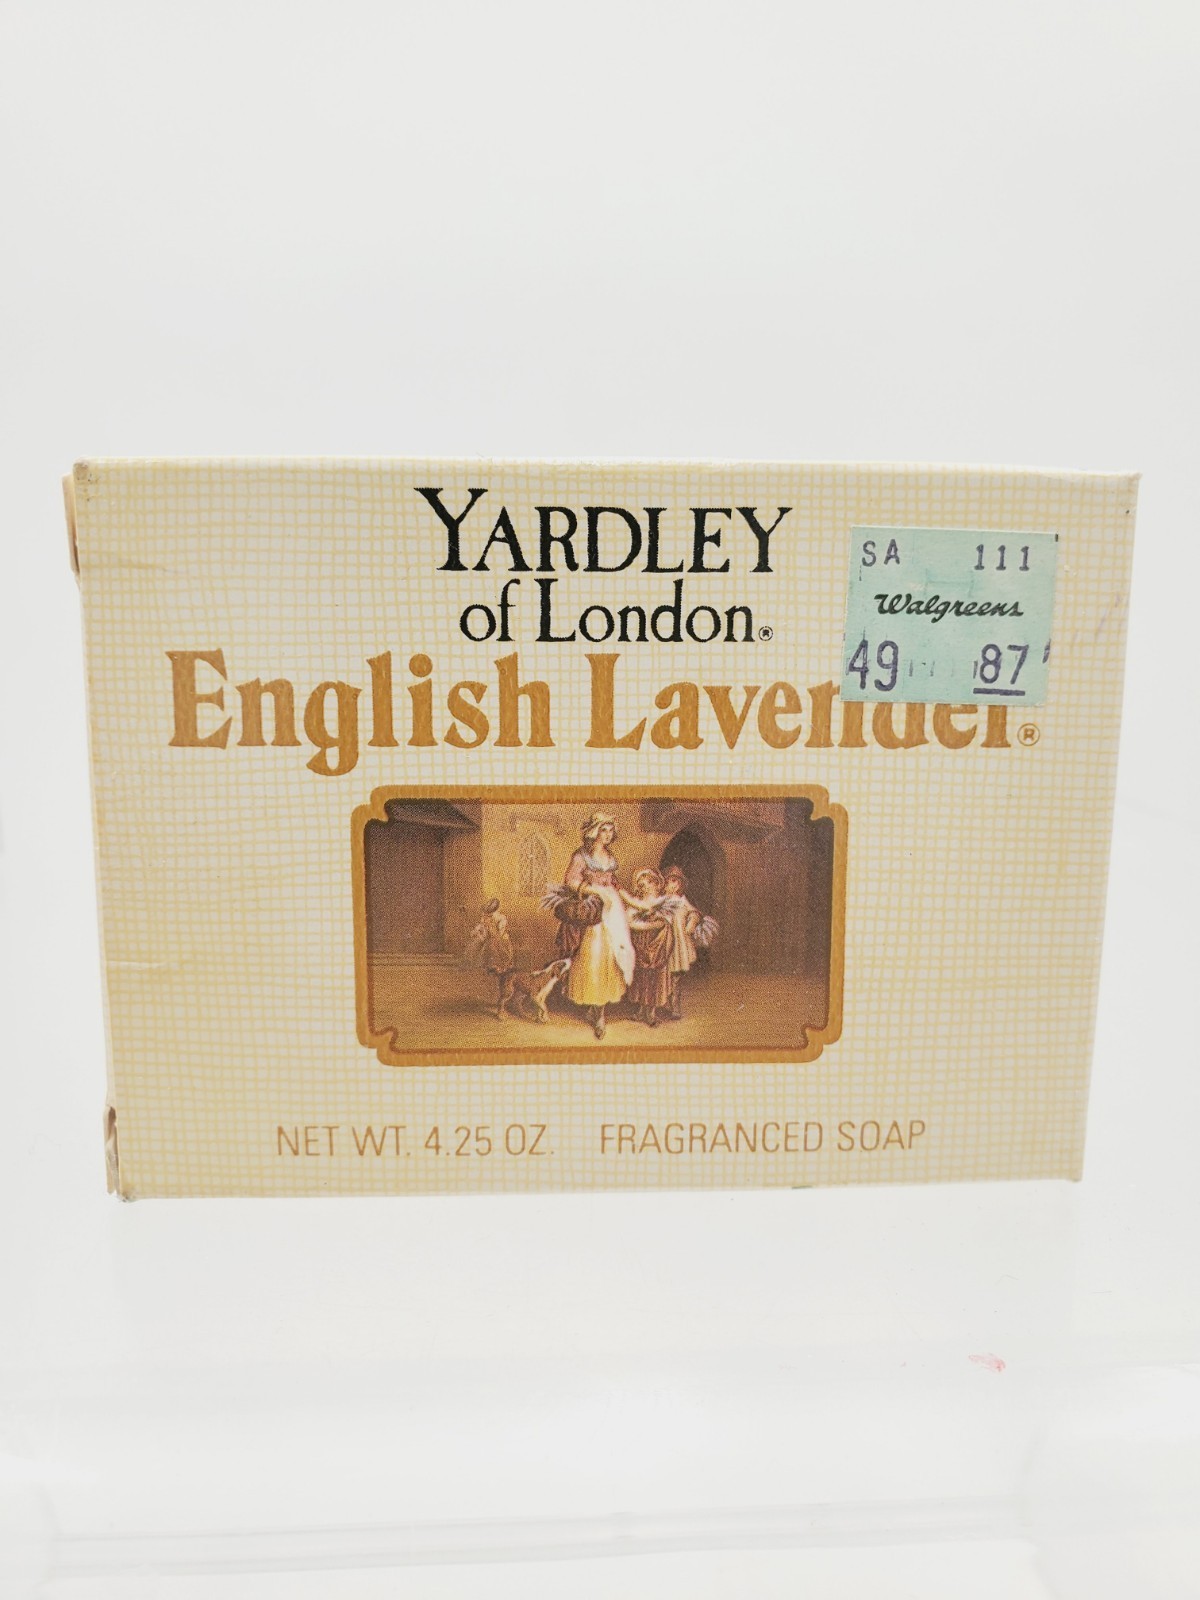 YARDLEY
of London®
English Lavender®
SA 111
Walgreens
49 87
NET WT. 4.25 OZ. FRAGRANCED SOAP